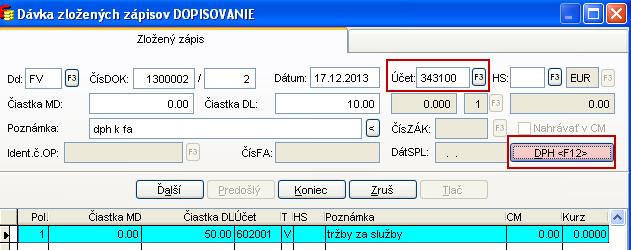 Dávka zložených zápisov DOPISOVANIE
Zložený zápis
Dd: FV F3 ČísDOK: 1300002 / 2 Dátum: 17.12.2013 Účet: 343100 F3 HS: F3 EUR F3
Čiastka MD: 0.00 Čiastka DL: 10.00 0.000 1 F3 0.00
Poznámka: dph k fa < ČísZÁK: F3 Nahrávať v CM
Ident.č.OP: F3 ČísFA: DátSPL: . . DPH <F12>
Ďalší Predošlý Koniec Zruš Tlač
Pol. Čiastka MD Čiastka DL Účet T HS Poznámka CM Kurz
1 0.00 50.00 602001 V tržby za služby 0.00 0.0000